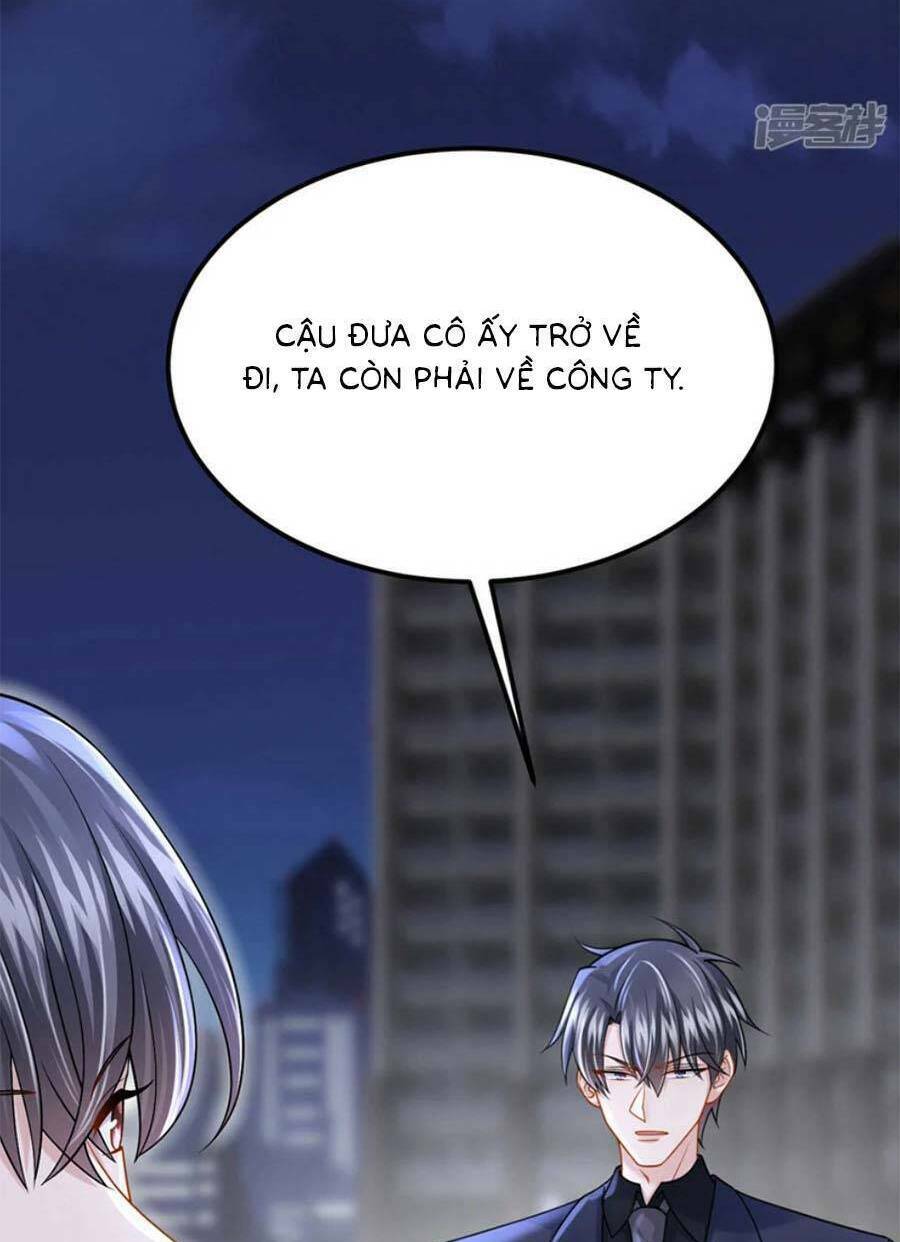 漫客栈
CẬU ĐƯA CÔ ẤY TRỞ VỀ
ĐI, TA CÒN PHẢI VỀ CÔNG TY.